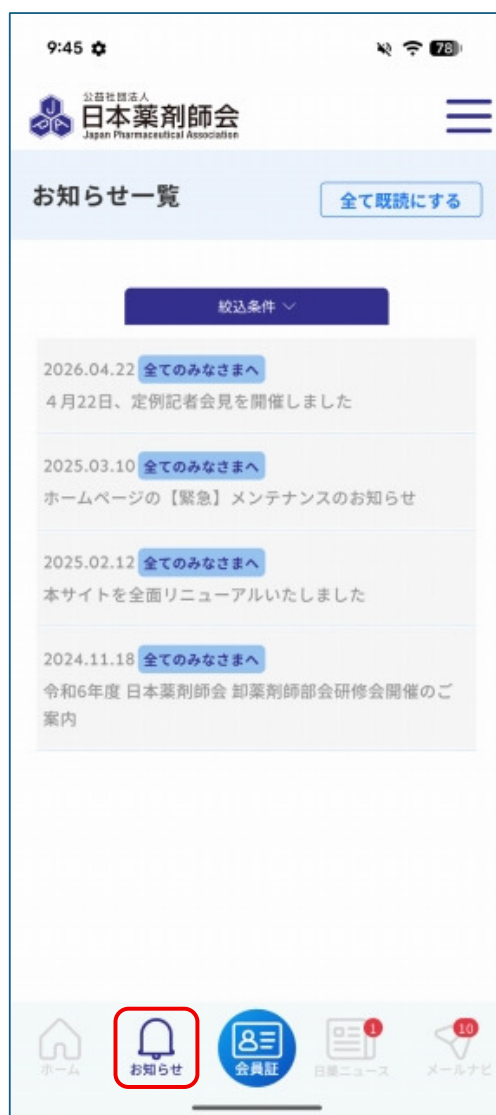 9:45
78
公益社団法人
日本薬剤師会
Japan Pharmaceutical Association
お知らせ一覧
全て既読にする
絞込条件
2026.04.22 全てのみなさまへ
４月22日、定例記者会見を開催しました
2025.03.10 全てのみなさまへ
ホームページの【緊急】メンテナンスのお知らせ
2025.02.12 全てのみなさまへ
本サイトを全面リニューアルいたしました
2024.11.18 全てのみなさまへ
令和6年度 日本薬剤師会 卸薬剤師部会研修会開催のご
案内
1
10
ホーム
お知らせ
会員証
日薬ニュース
メールナビ